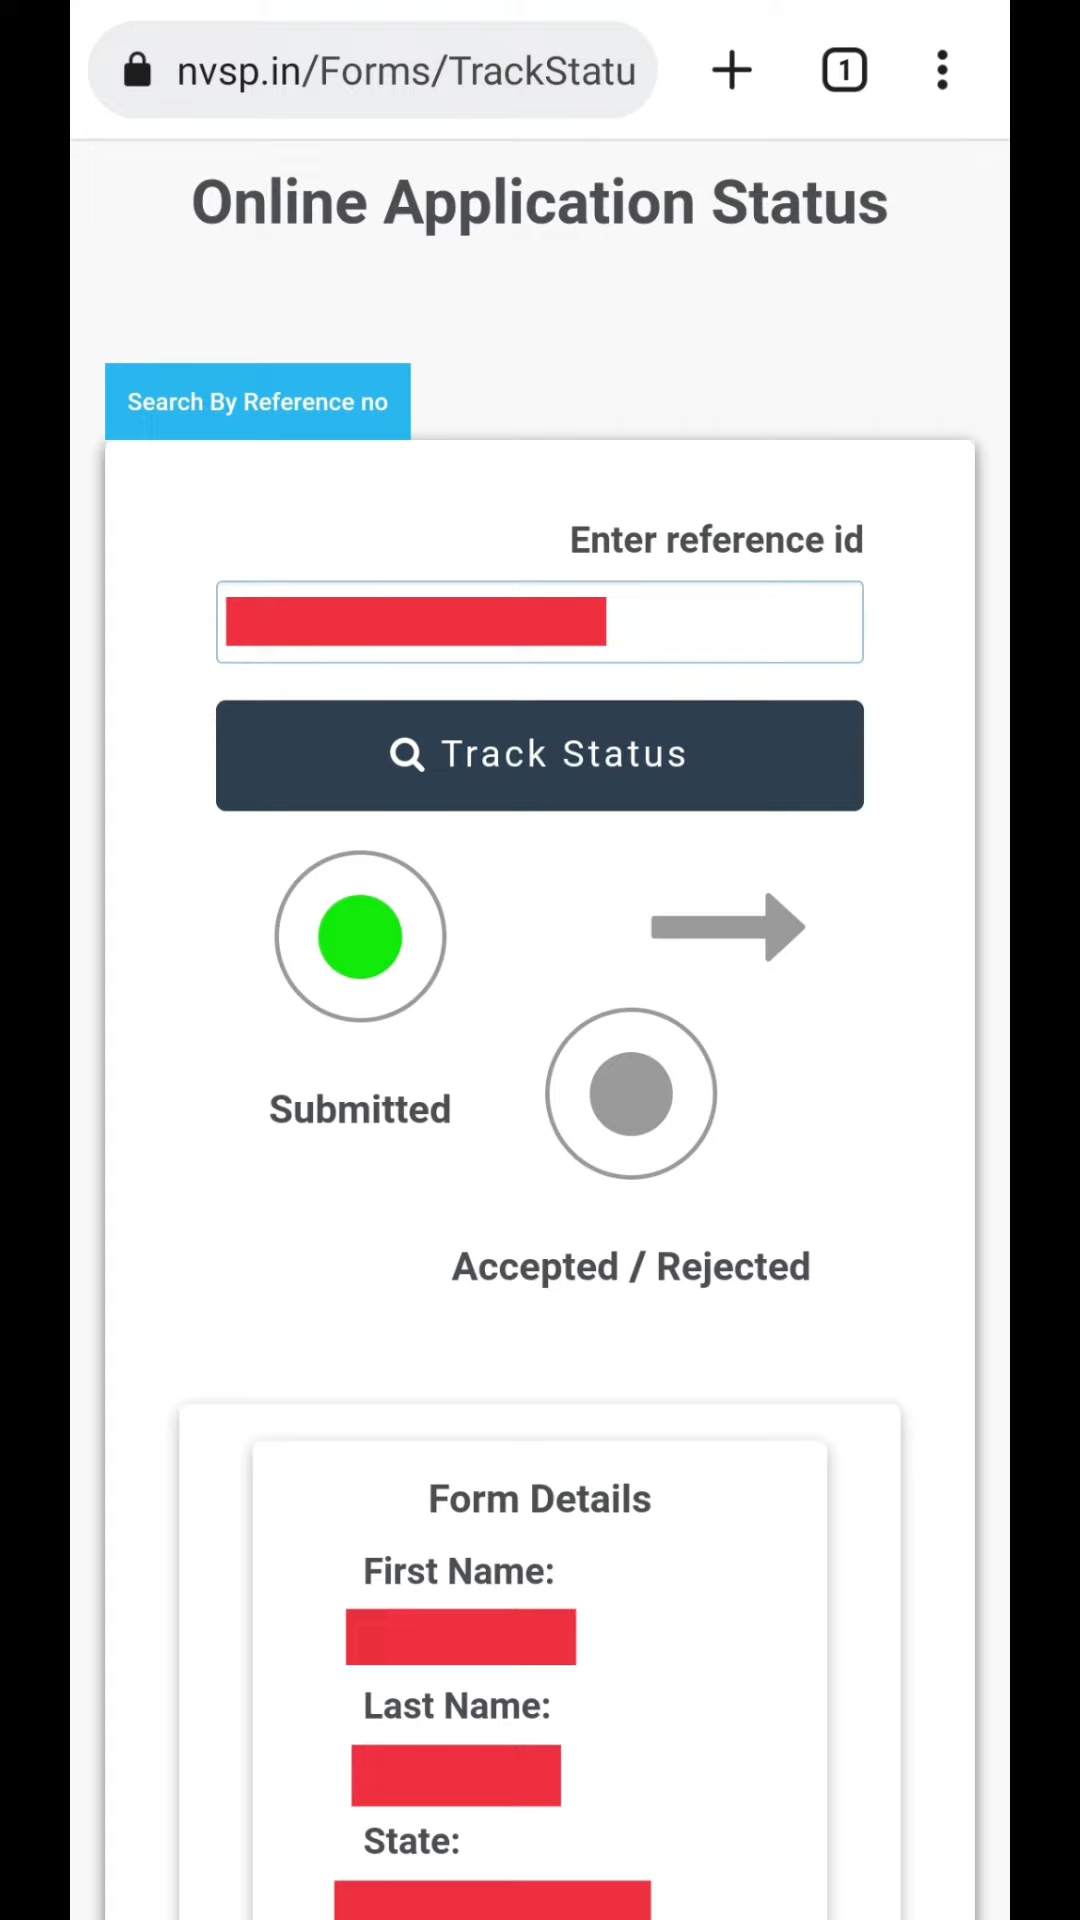 nvsp.in/Forms/TrackStatu
1
Online Application Status
Search By Reference no
Enter reference id
Track Status
Submitted
Accepted / Rejected
Form Details
First Name:
Last Name:
State: